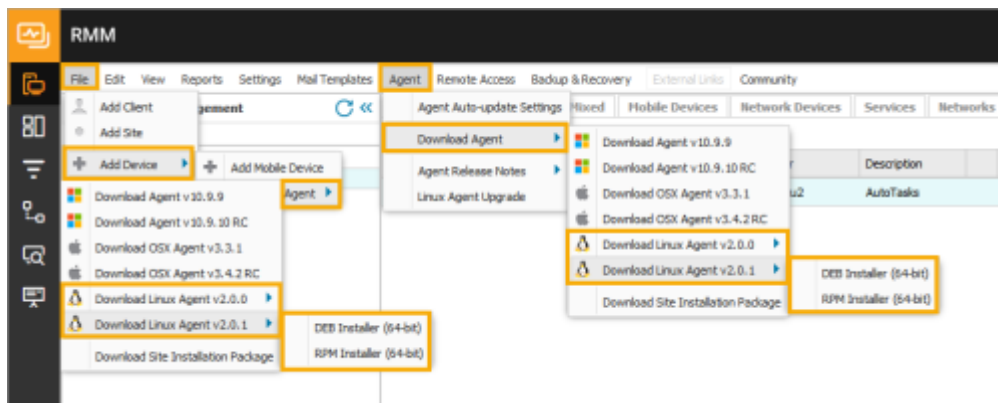 RMM
File Edit View Reports Settings Mail Templates Agent Remote Access Backup & Recovery External Links Community
Add Client
Add Site
Add Device
Add Mobile Device
Agent
Download Agent v10.9.9
Download Agent v10.9.10 RC
Download OSX Agent v3.3.1
Download OSX Agent v3.4.2 RC
Download Linux Agent v2.0.0
Download Linux Agent v2.0.1
Download Site Installation Package
DEB Installer (64-bit)
RPM Installer (64-bit)
Agent Auto-update Settings
Download Agent
Agent Release Notes
Linux Agent Upgrade
Mixed Mobile Devices Network Devices Services Networks
Download Agent v10.9.9
Download Agent v10.9.10 RC
Download OSX Agent v3.3.1
Download OSX Agent v3.4.2 RC
Download Linux Agent v2.0.0
Download Linux Agent v2.0.1
Download Site Installation Package
DEB Installer (64-bit)
RPM Installer (64-bit)
Description
AutoTasks